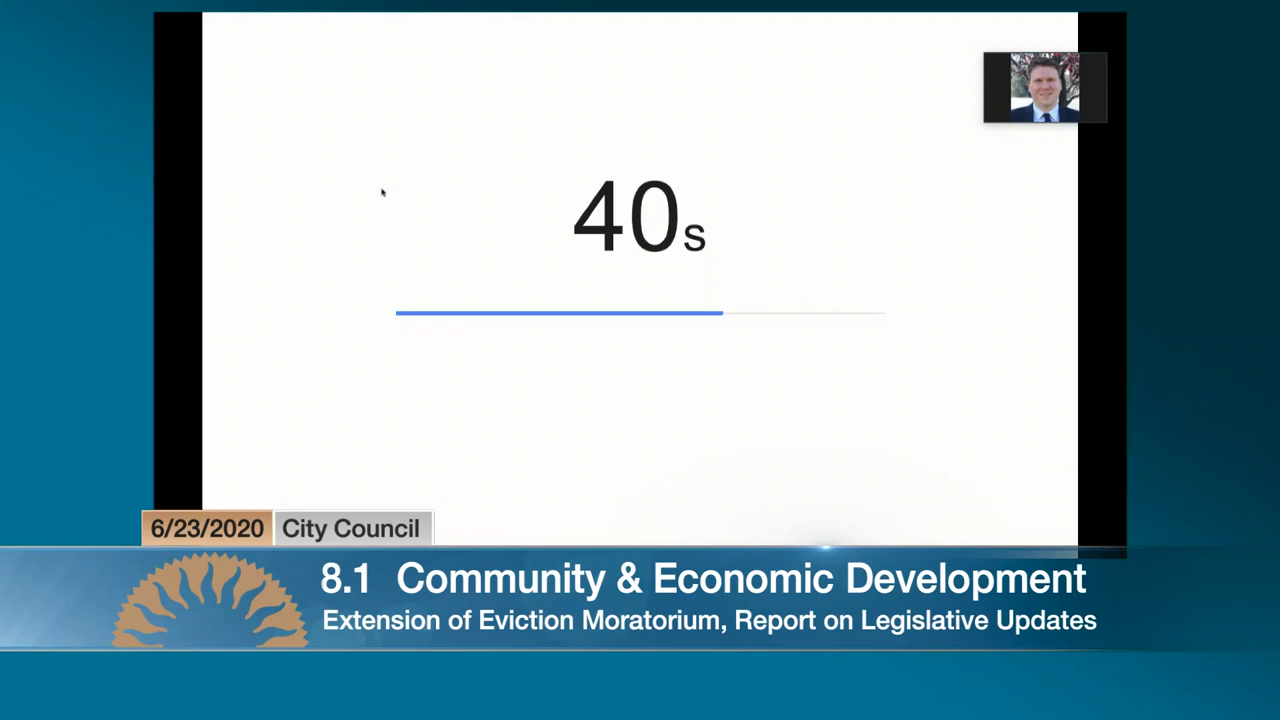 40s
6/23/2020 City Council
8.1 Community & Economic Development
Extension of Eviction Moratorium, Report on Legislative Updates